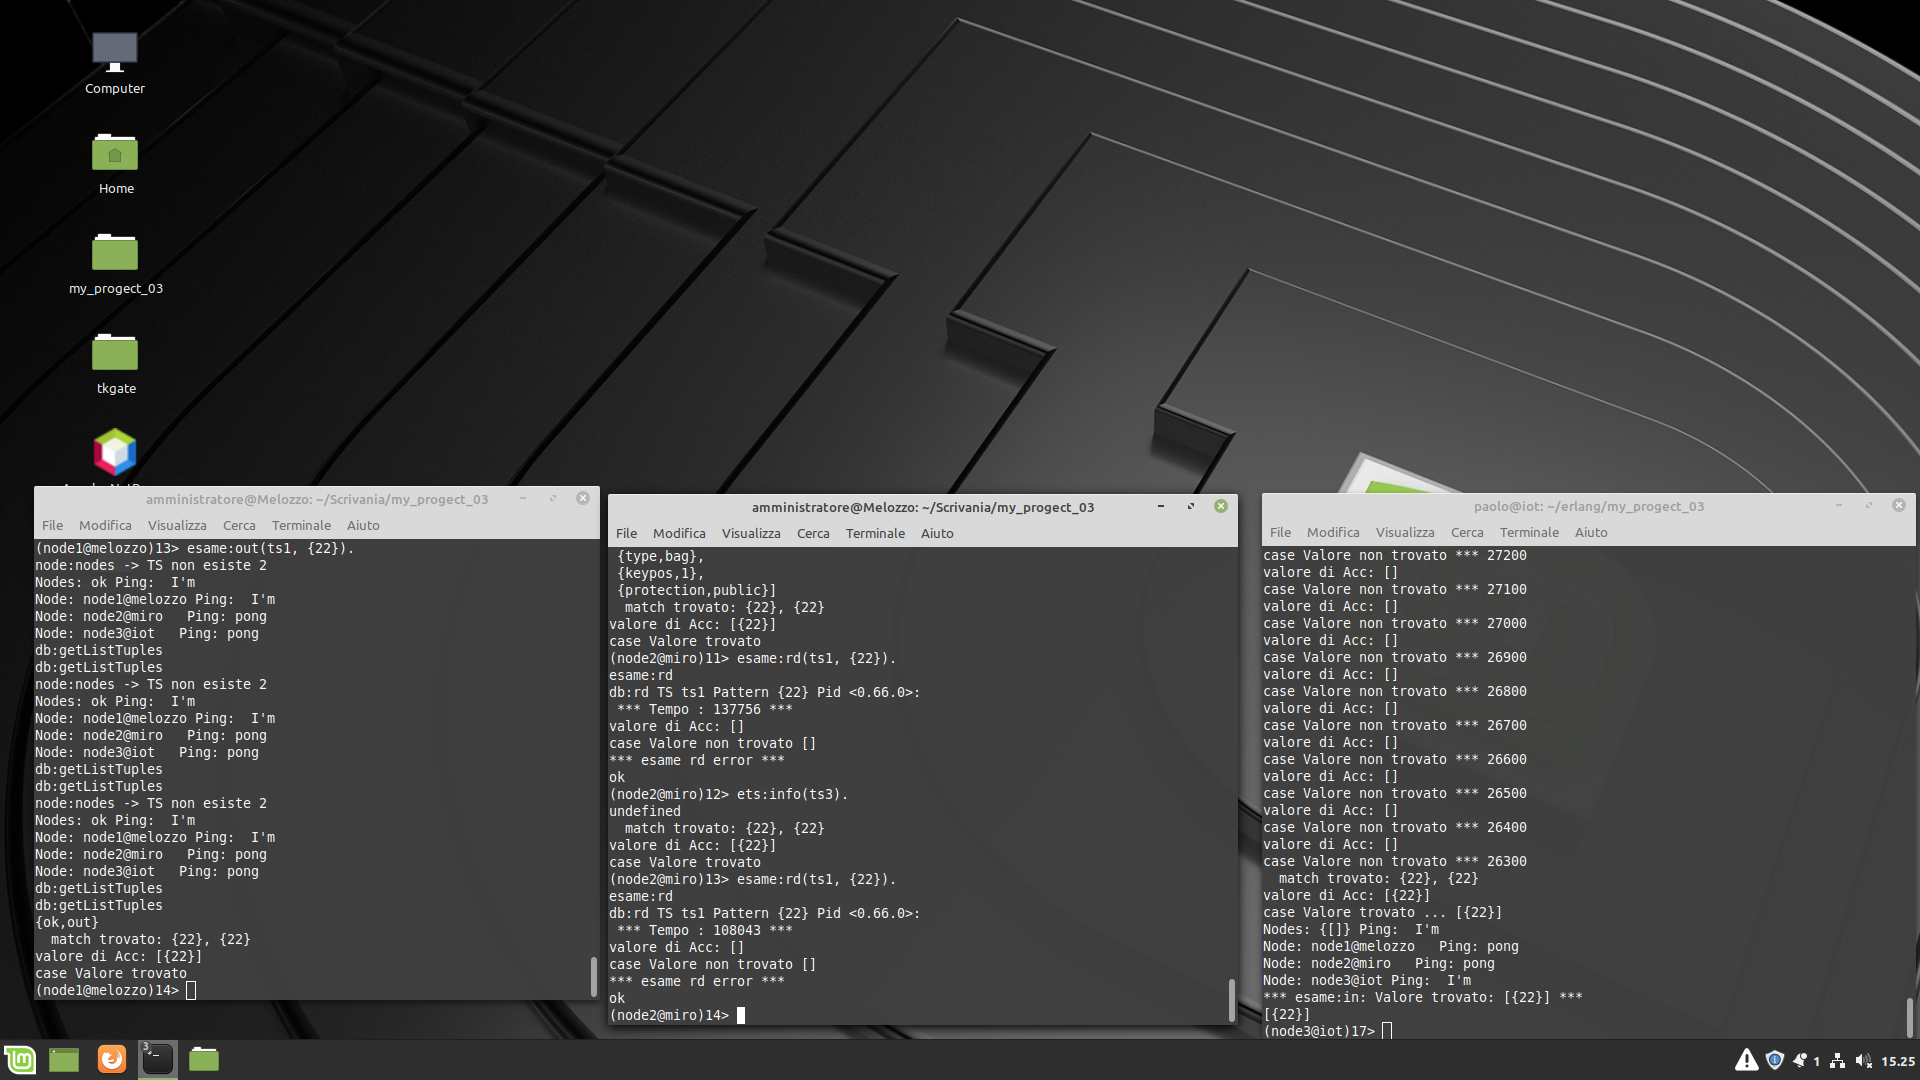 Computer
Home
my_progect_03
tkgate
amministratore@Melozzo: ~/Scrivania/my_progect_03
File Modifica Visualizza Cerca Terminale Aiuto
(node1@melozzo)13> esame:out(ts1, {22}).
node:nodes -> TS non esiste 2
Nodes: ok Ping:  I'm
Node: node1@melozzo Ping:  I'm
Node: node2@miro   Ping: pong
Node: node3@iot   Ping: pong
db:getListTuples
db:getListTuples
node:nodes -> TS non esiste 2
Nodes: ok Ping:  I'm
Node: node1@melozzo Ping:  I'm
Node: node2@miro   Ping: pong
Node: node3@iot   Ping: pong
db:getListTuples
db:getListTuples
node:nodes -> TS non esiste 2
Nodes: ok Ping:  I'm
Node: node1@melozzo Ping:  I'm
Node: node2@miro   Ping: pong
Node: node3@iot   Ping: pong
db:getListTuples
db:getListTuples
{ok,out}
  match trovato: {22}, {22}
valore di Acc: [{22}]
case Valore trovato
(node1@melozzo)14>
amministratore@Melozzo: ~/Scrivania/my_progect_03
File Modifica Visualizza Cerca Terminale Aiuto
{type,bag},
{keypos,1},
{protection,public}]
  match trovato: {22}, {22}
valore di Acc: [{22}]
case Valore trovato
(node2@miro)11> esame:rd(ts1, {22}).
esame:rd
db:rd TS ts1 Pattern {22} Pid <0.66.0>:
 *** Tempo : 137756 ***
valore di Acc: []
case Valore non trovato []
*** esame rd error ***
ok
(node2@miro)12> ets:info(ts3).
undefined
  match trovato: {22}, {22}
valore di Acc: [{22}]
case Valore trovato
(node2@miro)13> esame:rd(ts1, {22}).
esame:rd
db:rd TS ts1 Pattern {22} Pid <0.66.0>:
 *** Tempo : 108043 ***
valore di Acc: []
case Valore non trovato []
*** esame rd error ***
ok
(node2@miro)14>
paolo@iot: ~/erlang/my_progect_03
File Modifica Visualizza Cerca Terminale Aiuto
case Valore non trovato *** 27200
valore di Acc: []
case Valore non trovato *** 27100
valore di Acc: []
case Valore non trovato *** 27000
valore di Acc: []
case Valore non trovato *** 26900
valore di Acc: []
case Valore non trovato *** 26800
valore di Acc: []
case Valore non trovato *** 26700
valore di Acc: []
case Valore non trovato *** 26600
valore di Acc: []
case Valore non trovato *** 26500
valore di Acc: []
case Valore non trovato *** 26400
valore di Acc: []
case Valore non trovato *** 26300
  match trovato: {22}, {22}
valore di Acc: [{22}]
case Valore trovato ... [{22}]
Nodes: {[]} Ping:  I'm
Node: node1@melozzo   Ping: pong
Node: node2@miro   Ping: pong
Node: node3@iot Ping:  I'm
*** esame:in: Valore trovato: [{22}] ***
[{22}]
(node3@iot)17>
3
1
15.25